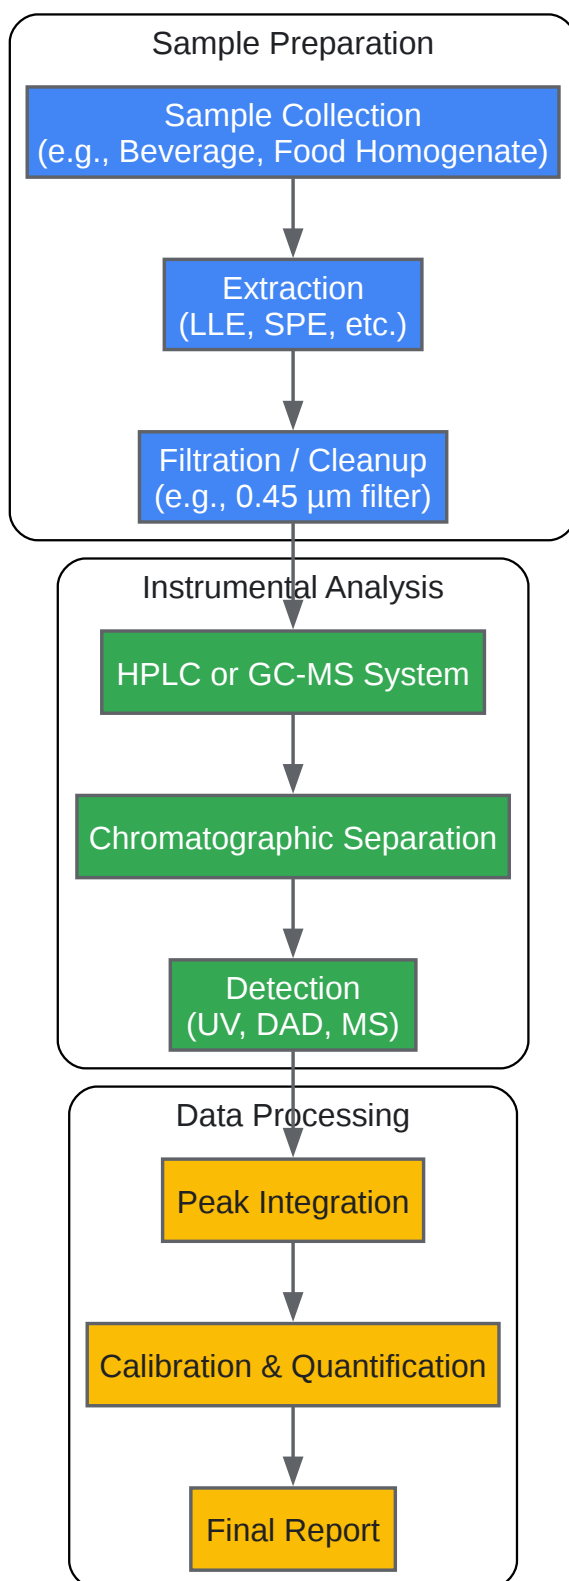 Sample Preparation
Sample Collection
(e.g., Beverage, Food Homogenate)
Extraction
(LLE, SPE, etc.)
Filtration / Cleanup
(e.g., 0.45 µm filter)
Instrumental Analysis
HPLC or GC-MS System
Chromatographic Separation
Detection
(UV, DAD, MS)
Data Processing
Peak Integration
Calibration & Quantification
Final Report